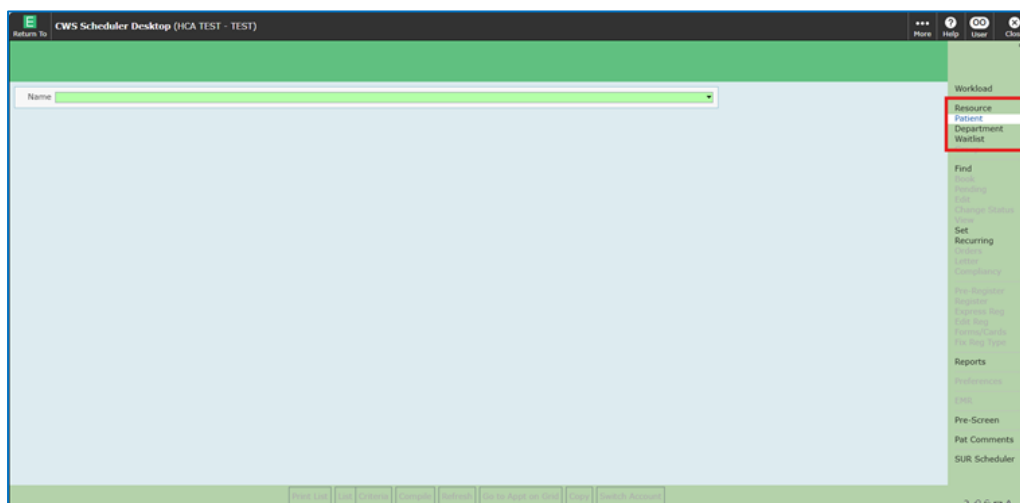 E
Return To
CWS Scheduler Desktop (HCA TEST - TEST)
More
Help
User
Workload
Name
Resource
Patient
Department
Waitlist
Find
Book
Pending
Edit
Change Status
View
Set
Recurring
Orders
Letter
Compliancy
Pre-Register
Register
Express Reg
Edit Reg
Forms/Cards
Fix Reg Type
Reports
Preferences
EMR
Pre-Screen
Pat Comments
SUR Scheduler
Print List List Criteria Compile Refresh Go to Appt on Grid Copy Switch Account